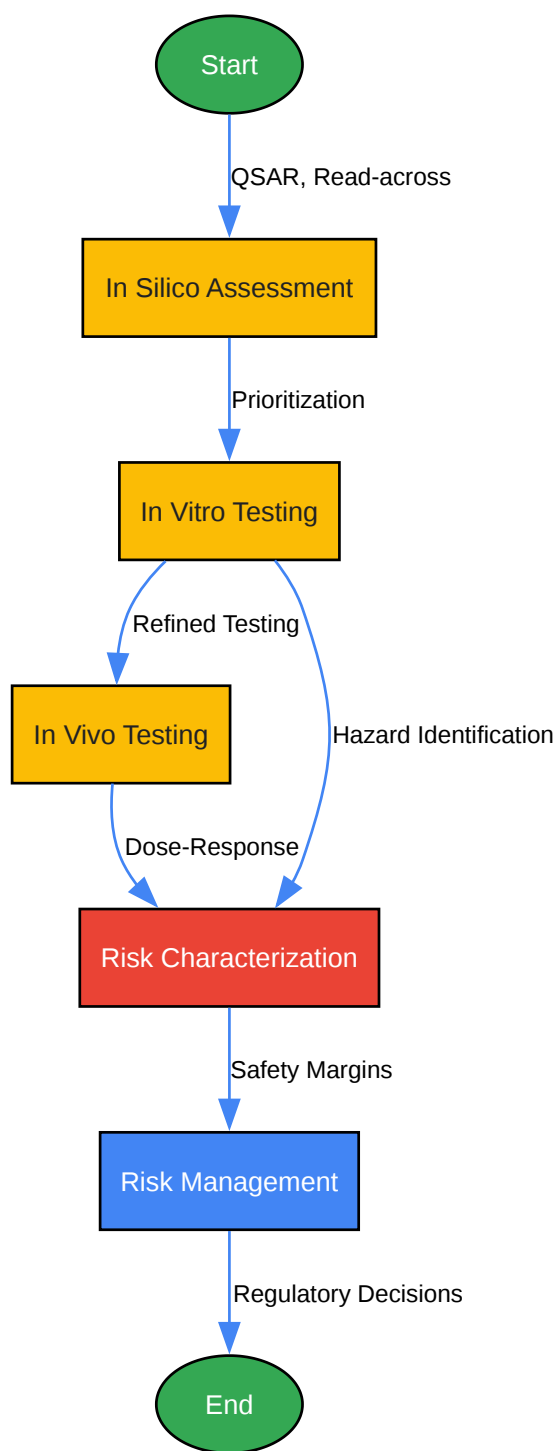 Start
QSAR, Read-across
In Silico Assessment
Prioritization
In Vitro Testing
Refined Testing
In Vivo Testing
Hazard Identification
Dose-Response
Risk Characterization
Safety Margins
Risk Management
Regulatory Decisions
End